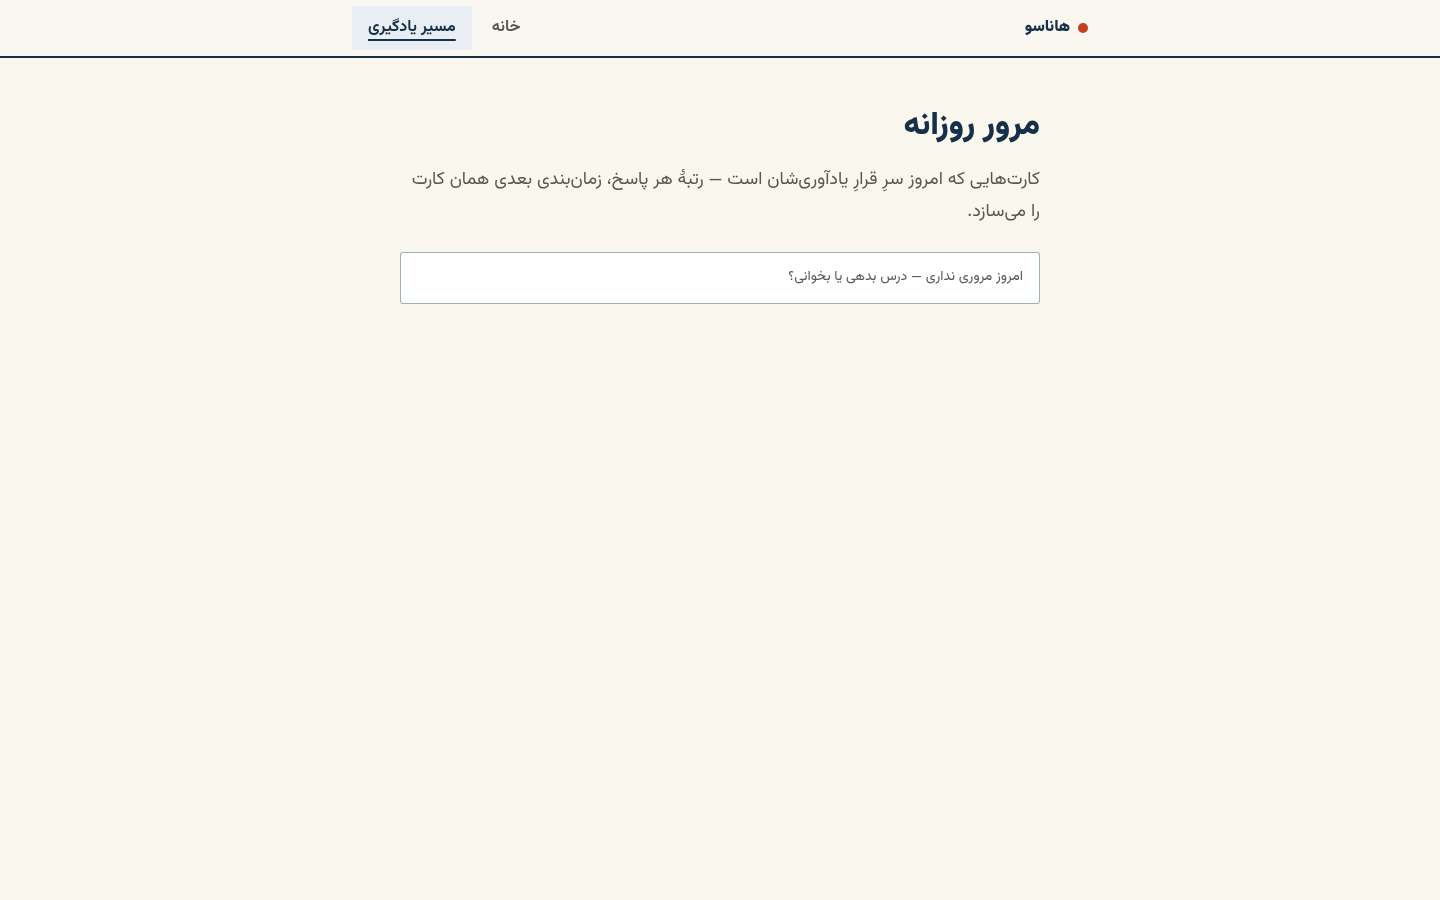 هاناسو
خانه
مسیر یادگیری
مرور روزانه
کارت‌هایی که امروز سرِ قرارِ یادآوری‌شان است — رتبهٔ هر پاسخ، زمان‌بندی بعدی همان کارت
را می‌سازد.
امروز مروری نداری — درس بدهی یا بخوانی؟